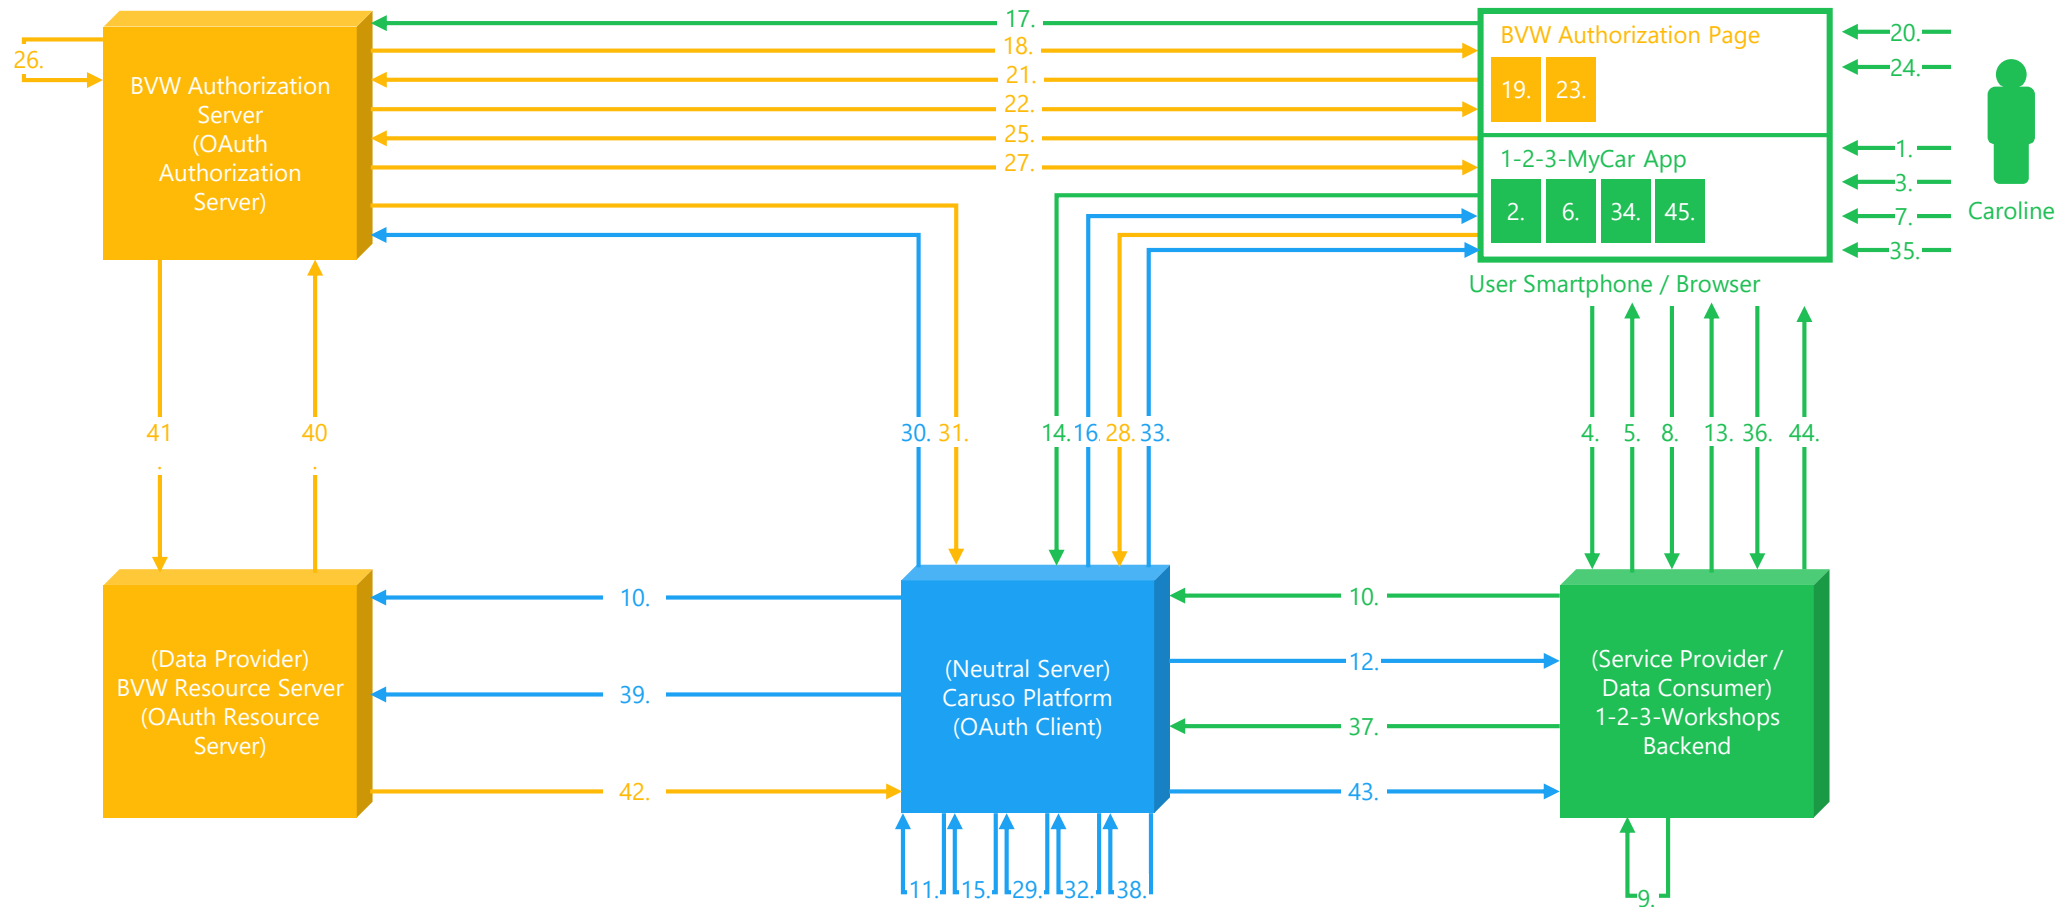 17.
BVW Authorization Page
20.
18.
26.
24.
21.
BVW Authorization
Server
(OAuth
Authorization
Server)
19. 23.
22.
25.
1.
27.
1-2-3-MyCar App
3.
2. 6. 34. 45.
7.
Caroline
35.
User Smartphone / Browser
41
.
40
.
30. 31. 14. 16. 28. 33.
4. 5. 8. 13. 36. 44.
10.
10.
(Data Provider)
BVW Resource Server
(OAuth Resource
Server)
(Neutral Server)
Caruso Platform
(OAuth Client)
(Service Provider /
Data Consumer)
1-2-3-Workshops
Backend
12.
39.
37.
42.
43.
11. 15. 29. 32. 38.
9.